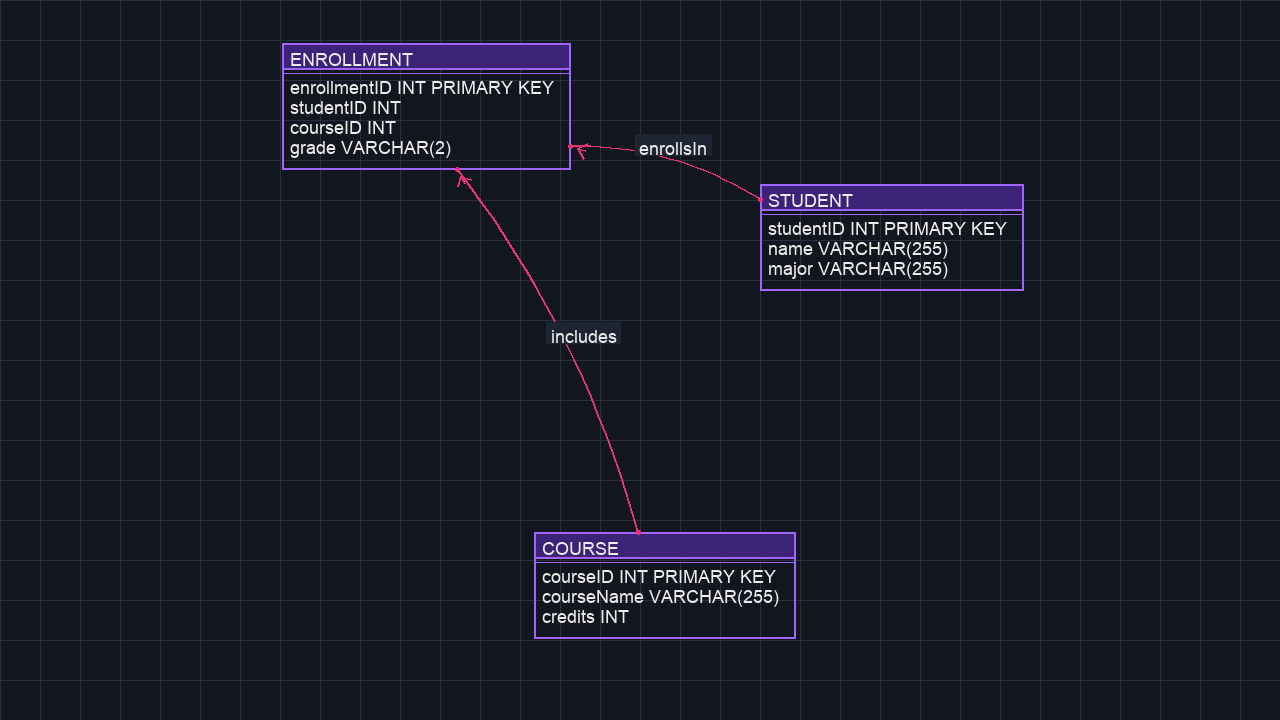 ENROLLMENT
enrollmentID INT PRIMARY KEY
studentID INT
courseID INT
grade VARCHAR(2)
enrollsIn
STUDENT
studentID INT PRIMARY KEY
name VARCHAR(255)
major VARCHAR(255)
includes
COURSE
courseID INT PRIMARY KEY
courseName VARCHAR(255)
credits INT